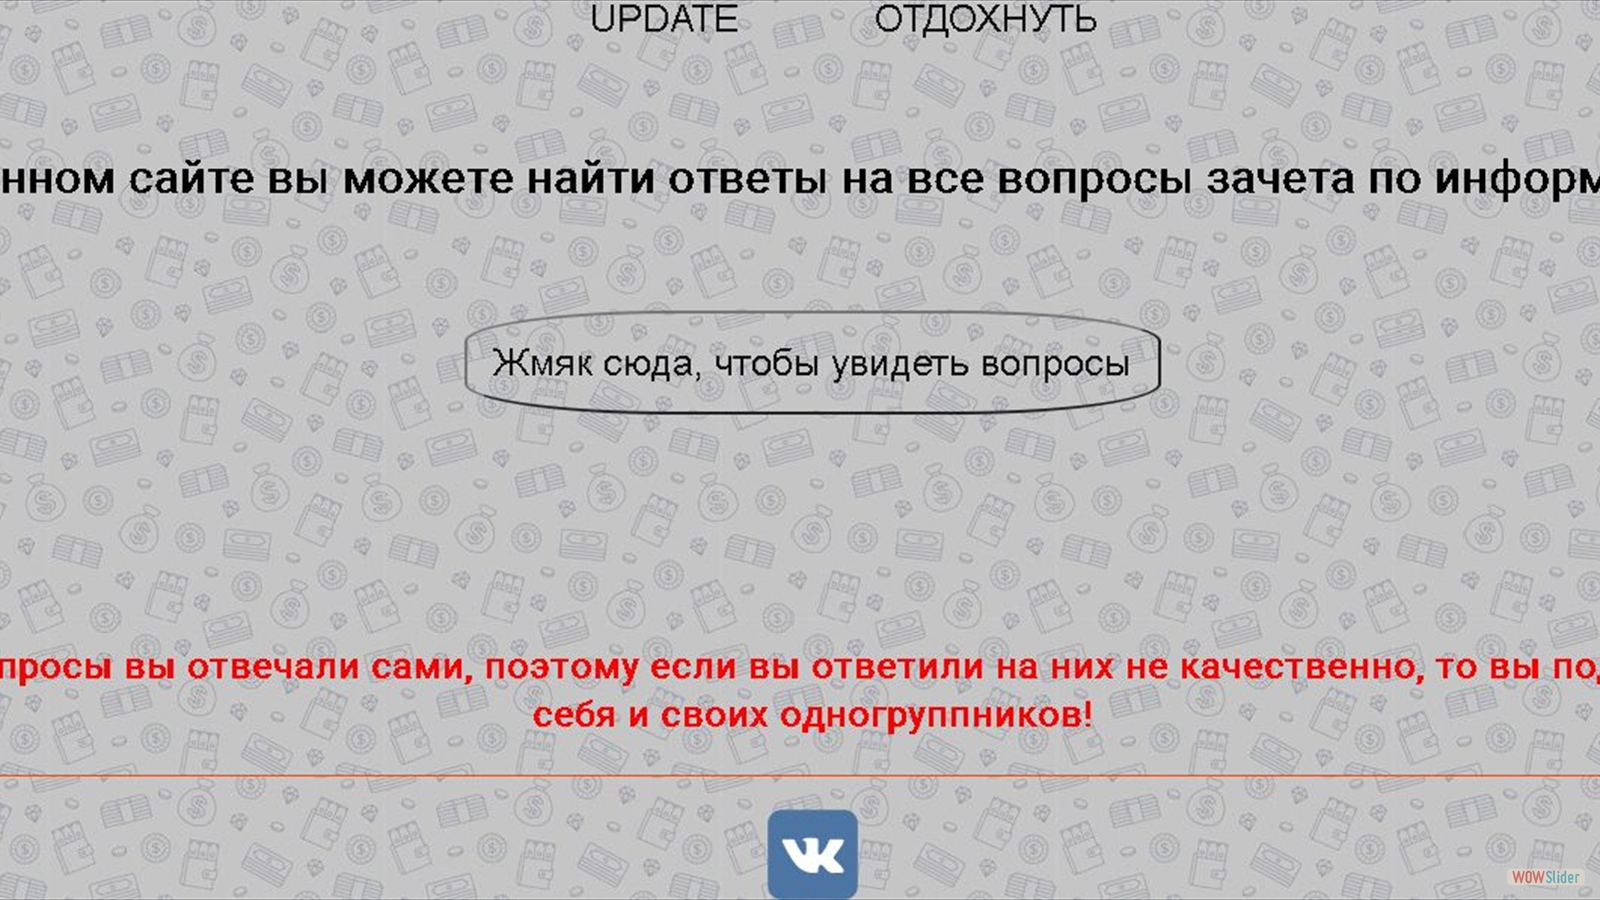 UPDATE ОТДОХНУТЬ
нном сайте вы можете найти ответы на все вопросы зачета по информ
Жмяк сюда, чтобы увидеть вопросы
просы вы отвечали сами, поэтому если вы ответили на них не качественно, то вы под
себя и своих одногруппников!
WOWSlider